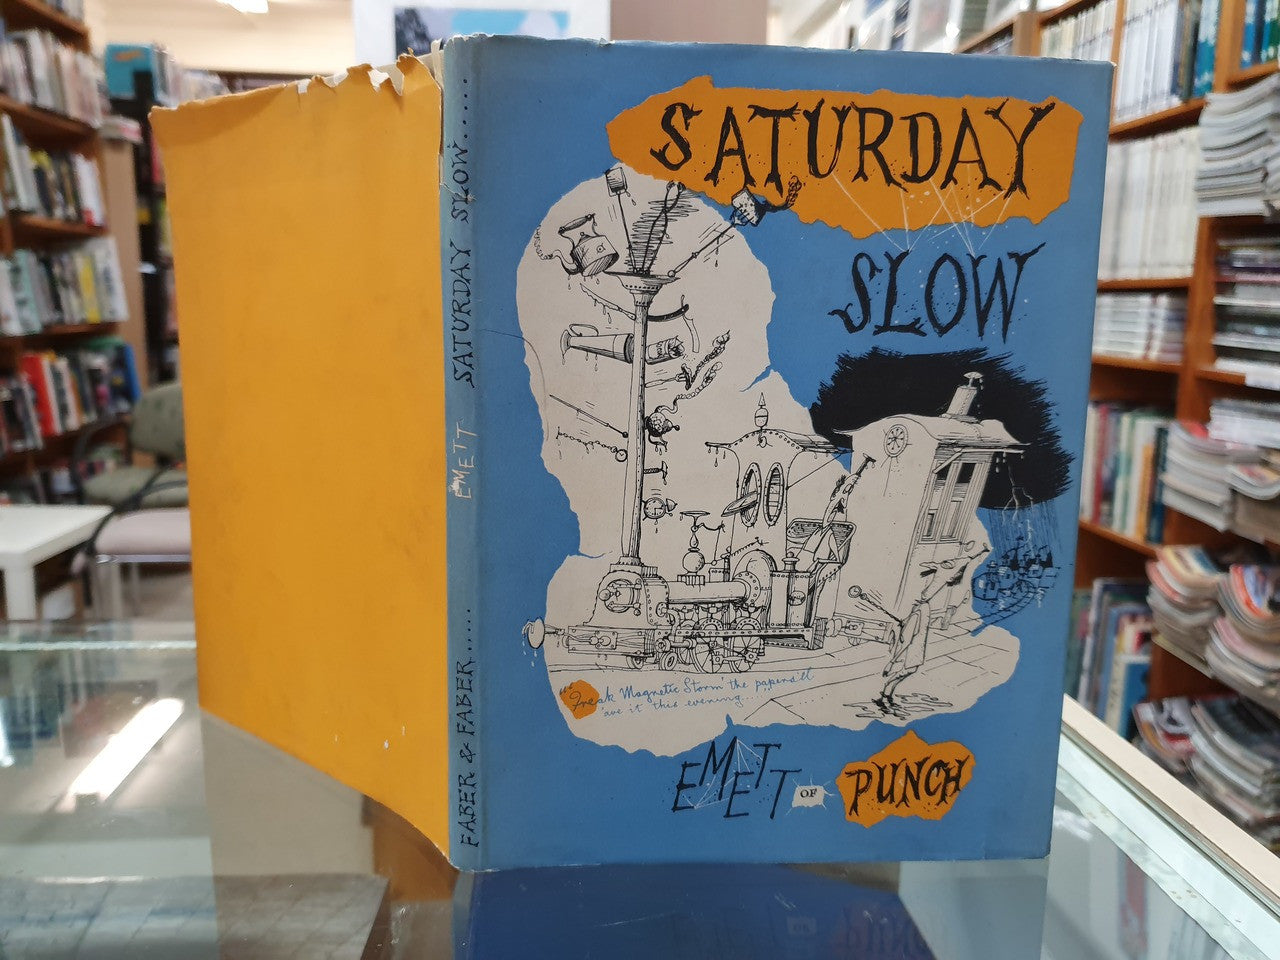 SATURDAY
SLOW
"'Freak Magnetic Storm' the papers'll
'ave it this evening...
EMETT OF PUNCH
SATURDAY SLOW......
EMETT
FABER & FABER.....